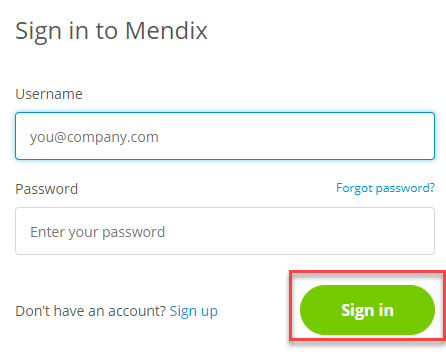 Sign in to Mendix
Username
you@company.com
Password Forgot password?
Enter your password
Don't have an account? Sign up Sign in